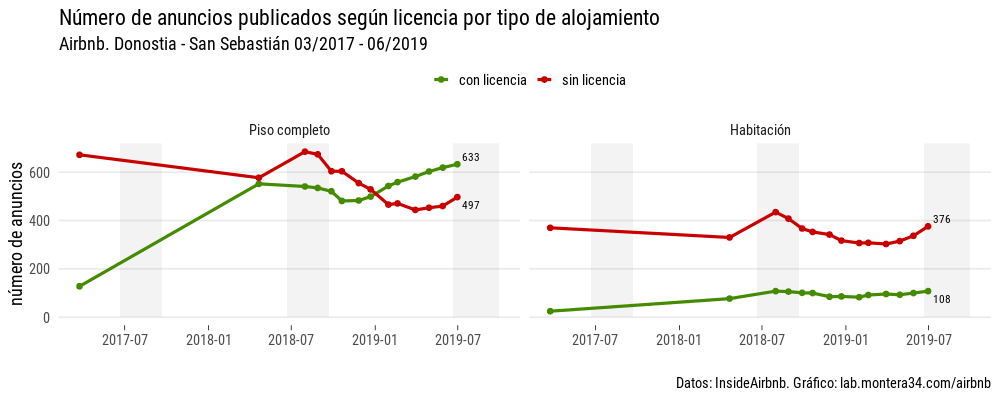 Número de anuncios publicados según licencia por tipo de alojamiento
Airbnb. Donostia - San Sebastián 03/2017 - 06/2019
con licencia sin licencia
Piso completo
Habitación
número de anuncios
600
400
200
0
633
497
376
108
2017-07 2018-01 2018-07 2019-01 2019-07
2017-07 2018-01 2018-07 2019-01 2019-07
Datos: InsideAirbnb. Gráfico: lab.montera34.com/airbnb